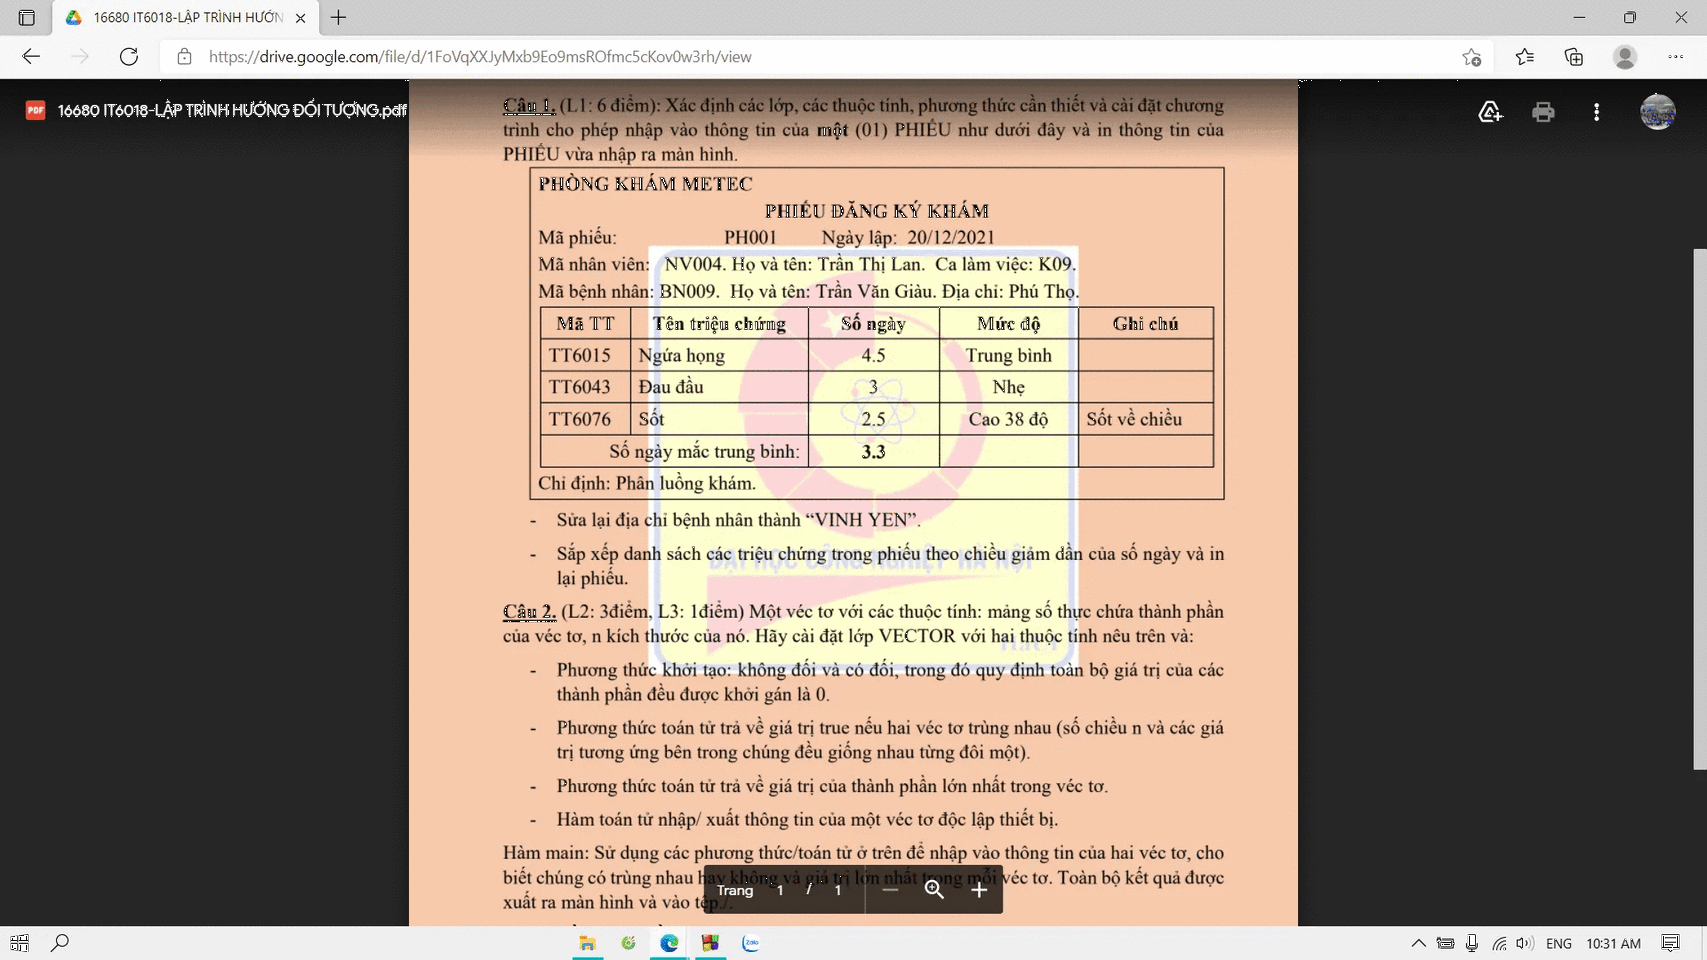 16680 IT6018-LẬP TRÌNH HƯỚN
https://drive.google.com/file/d/1FoVqXXJyMxb9Eo9msROfmc5cKov0w3rh/view
PDF 16680 IT6018-LẬP TRÌNH HƯỚNG ĐỐI TƯỢNG.pdf
Câu 1. (L1: 6 điểm): Xác định các lớp, các thuộc tính, phương thức cần thiết và cài đặt chương
trình cho phép nhập vào thông tin của một (01) PHIẾU như dưới đây và in thông tin của
PHIẾU vừa nhập ra màn hình.
PHÒNG KHÁM METEC
PHIẾU ĐĂNG KÝ KHÁM
Mã phiếu: PH001 Ngày lập: 20/12/2021
Mã nhân viên: NV004. Họ và tên: Trần Thị Lan. Ca làm việc: K09.
Mã bệnh nhân: BN009. Họ và tên: Trần Văn Giàu. Địa chỉ: Phú Thọ.
Mã TT Tên triệu chứng Số ngày Mức độ Ghi chú
TT6015 Ngứa họng 4.5 Trung bình
TT6043 Đau đầu 3 Nhẹ
TT6076 Sốt 2.5 Cao 38 độ Sốt về chiều
Số ngày mắc trung bình: 3.3
Chỉ định: Phân luồng khám.
- Sửa lại địa chỉ bệnh nhân thành “VINH YEN”.
- Sắp xếp danh sách các triệu chứng trong phiếu theo chiều giảm dần của số ngày và in
lại phiếu.
ĐẠI HỌC CÔNG NGHIỆP HÀ NỘI
Câu 2. (L2: 3điểm, L3: 1điểm) Một véc tơ với các thuộc tính: mảng số thực chứa thành phần
của véc tơ, n kích thước của nó. Hãy cài đặt lớp VECTOR với hai thuộc tính nêu trên và:
- Phương thức khởi tạo: không đối và có đối, trong đó quy định toàn bộ giá trị của các
thành phần đều được khởi gán là 0.
- Phương thức toán tử trả về giá trị true nếu hai véc tơ trùng nhau (số chiều n và các giá
trị tương ứng bên trong chúng đều giống nhau từng đôi một).
- Phương thức toán tử trả về giá trị của thành phần lớn nhất trong véc tơ.
- Hàm toán tử nhập/ xuất thông tin của một véc tơ độc lập thiết bị.
Hàm main: Sử dụng các phương thức/toán tử ở trên để nhập vào thông tin của hai véc tơ, cho
biết chúng có trùng nhau hay không và giá trị lớn nhất trong mỗi véc tơ. Toàn bộ kết quả được
xuất ra màn hình và vào tệp./.
Trang 1 / 1
Zalo
ENG 10:31 AM